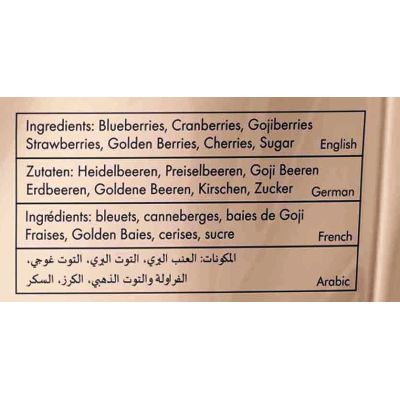 Ingredients: Blueberries, Cranberries, Gojiberries
Strawberries, Golden Berries, Cherries, Sugar English
Zutaten: Heidelbeeren, Preiselbeeren, Goji Beeren
Erdbeeren, Goldene Beeren, Kirschen, Zucker German
Ingrédients: bleuets, canneberges, baies de Goji
Fraises, Golden Baies, cerises, sucre French
المكونات: العنب البري، التوت البري، التوت غوجي،
الفراولة والتوت الذهبي، الكرز، السكر Arabic